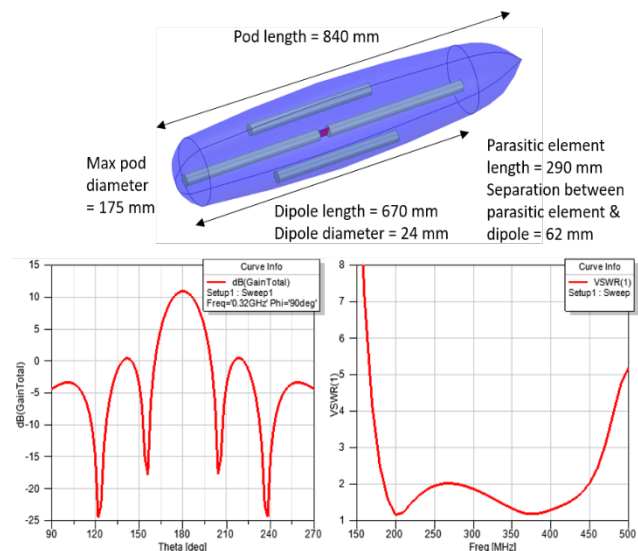 Pod length = 840 mm
Max pod
diameter
= 175 mm
Parasitic element
length = 290 mm
Separation between
parasitic element &
dipole = 62 mm
Dipole length = 670 mm
Dipole diameter = 24 mm
Curve Info
dB(GainTotal)
Setup1 : Sweep1
Freq='0.32GHz' Phi='90deg'
15
10
5
0
-5
-10
-15
-20
-25
dB(GainTotal)
90
120
150
180
210
240
270
Theta [deg]
Curve Info
VSWR(1)
Setup1 : Sweep
8
7
6
5
4
3
2
1
VSWR(1)
150
200
250
300
350
400
450
500
Freq [MHz]